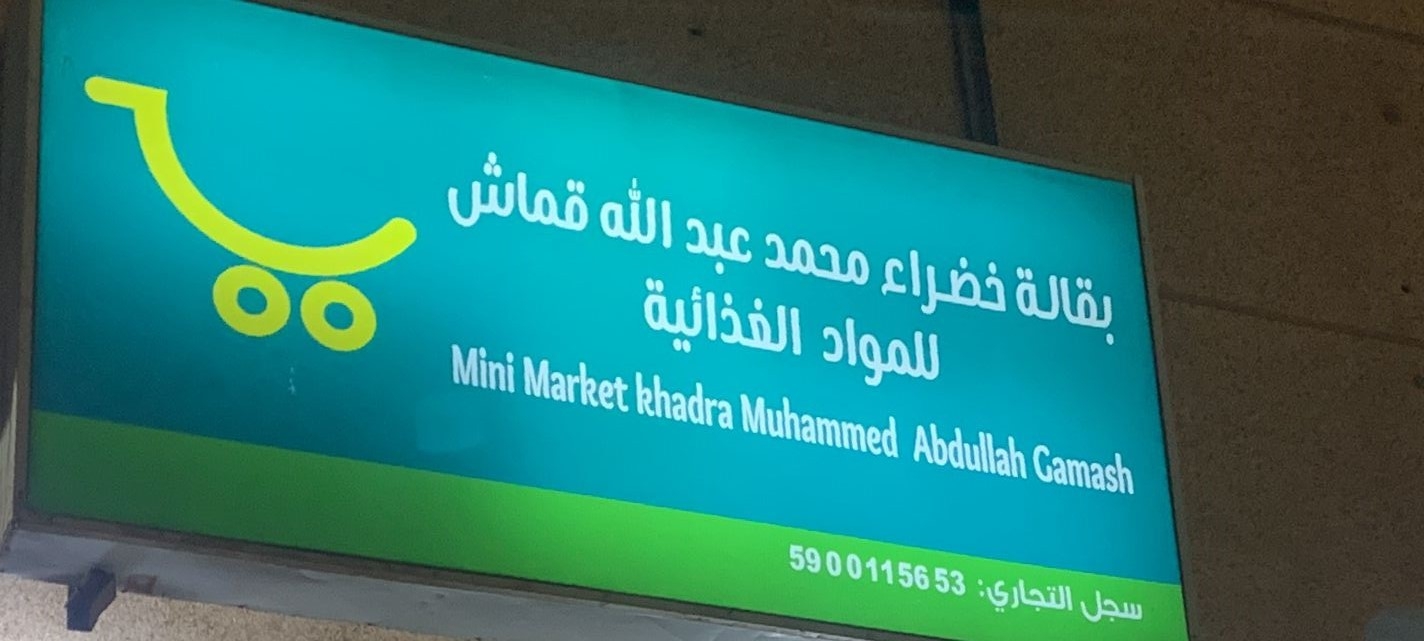 بقالة خضراء محمد عبد الله قماش
للمواد الغذائية
Mini Market khadra Muhammed Abdullah Gamash
سجل التجاري: 5900115653